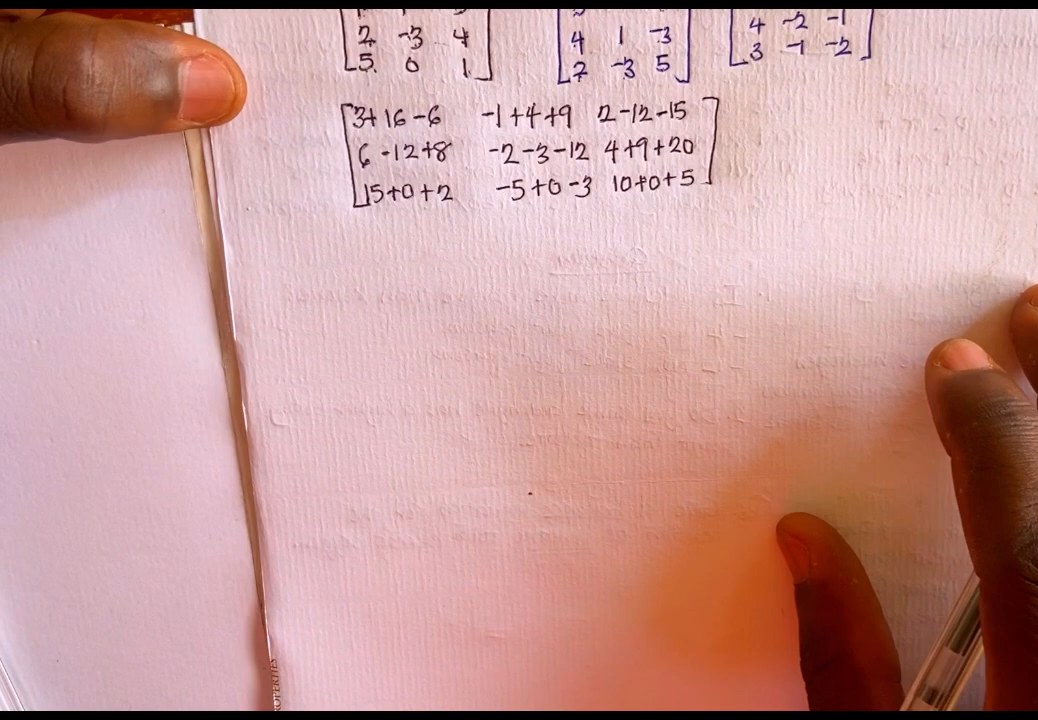 2 -3 4 4 1 -3 4 -2 -1
5 0 1 2 -3 5 3 -1 -2
3+16-6 -1+4+9 2-12-15
6-12+8 -2-3-12 4+9+20
15+0+2 -5+0-3 10+0+5
OPERTIES